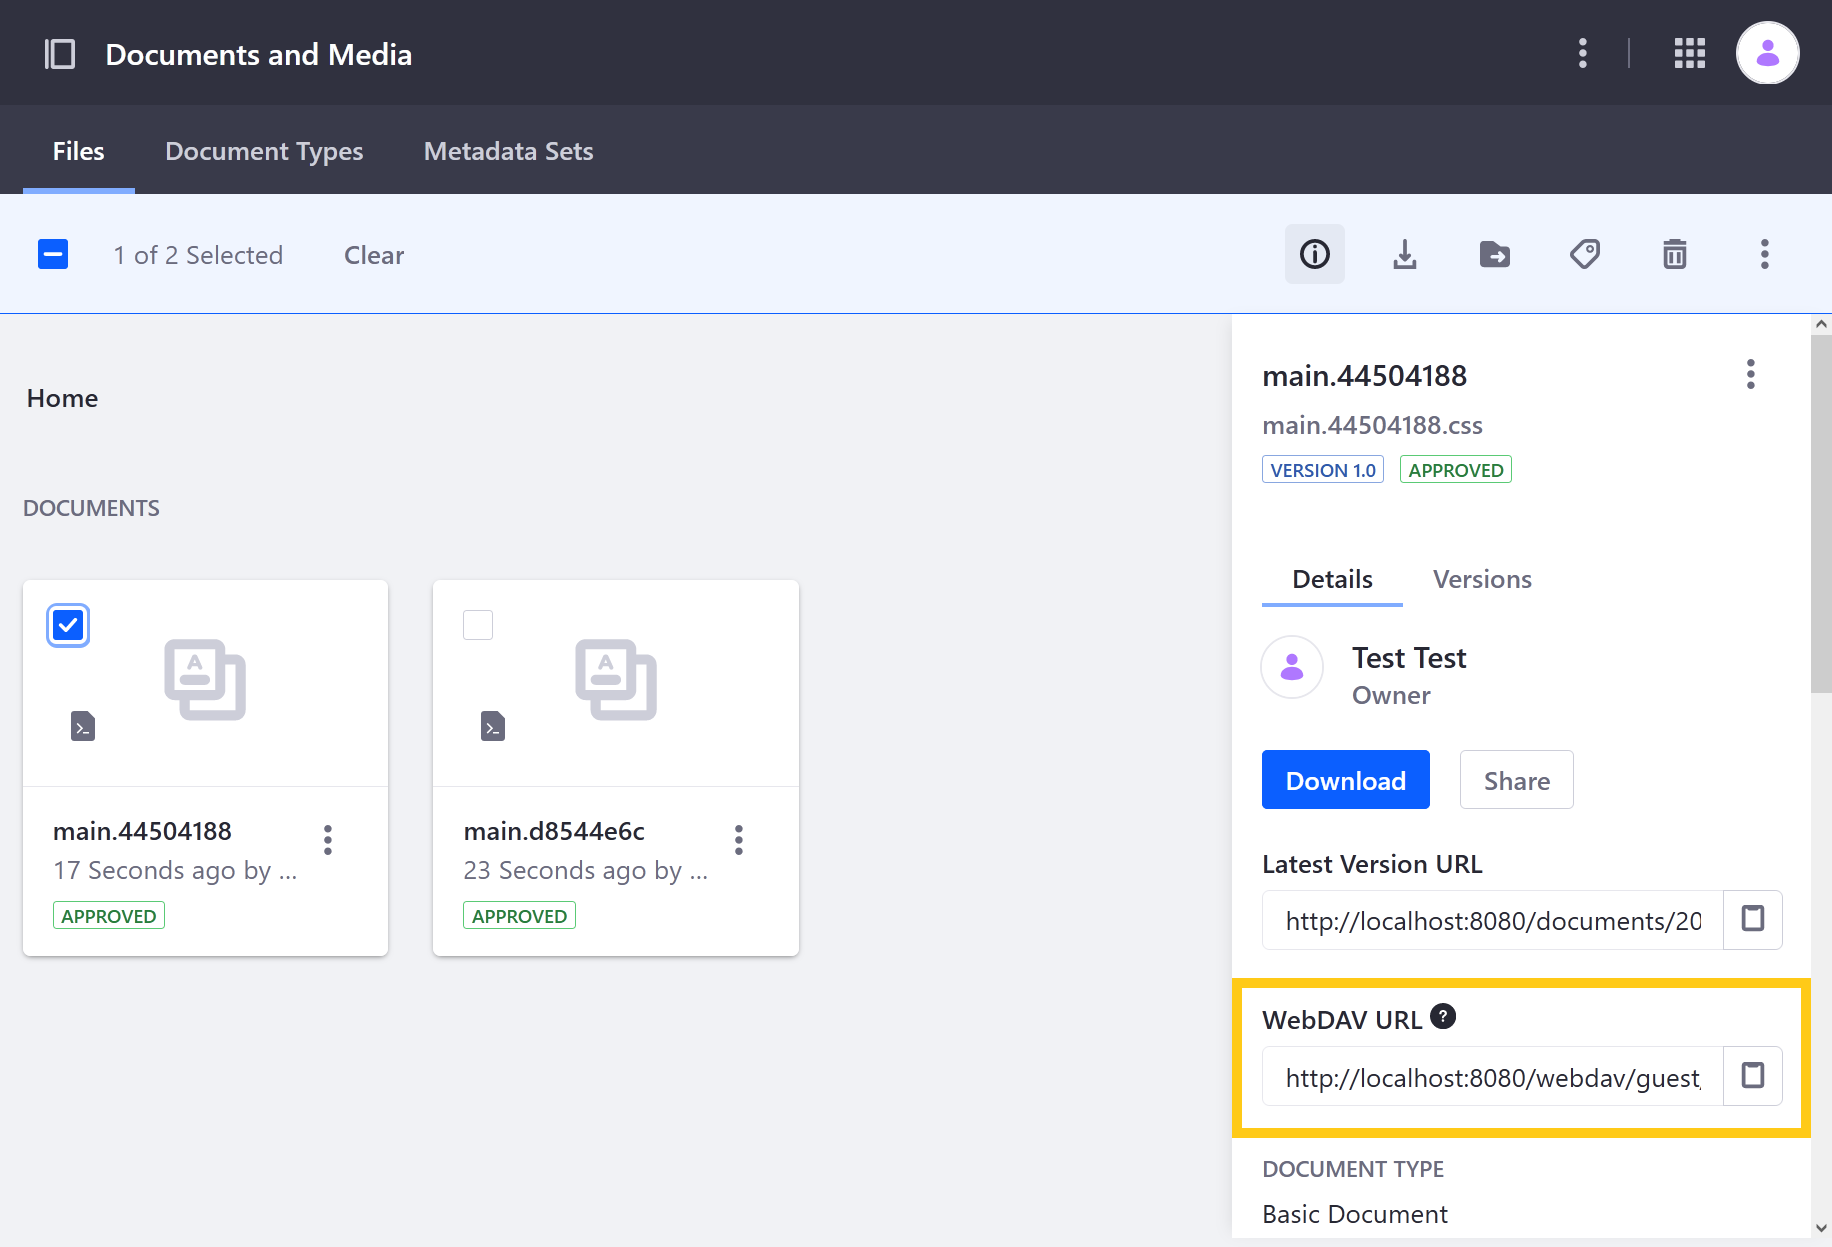 Documents and Media
Files
Document Types
Metadata Sets
1 of 2 Selected
Clear
Home
DOCUMENTS
main.44504188
17 Seconds ago by ...
APPROVED
main.d8544e6c
23 Seconds ago by ...
APPROVED
main.44504188
main.44504188.css
VERSION 1.0
APPROVED
Details
Versions
Test Test
Owner
Download
Share
Latest Version URL
http://localhost:8080/documents/20
WebDAV URL ?
http://localhost:8080/webdav/guest
DOCUMENT TYPE
Basic Document